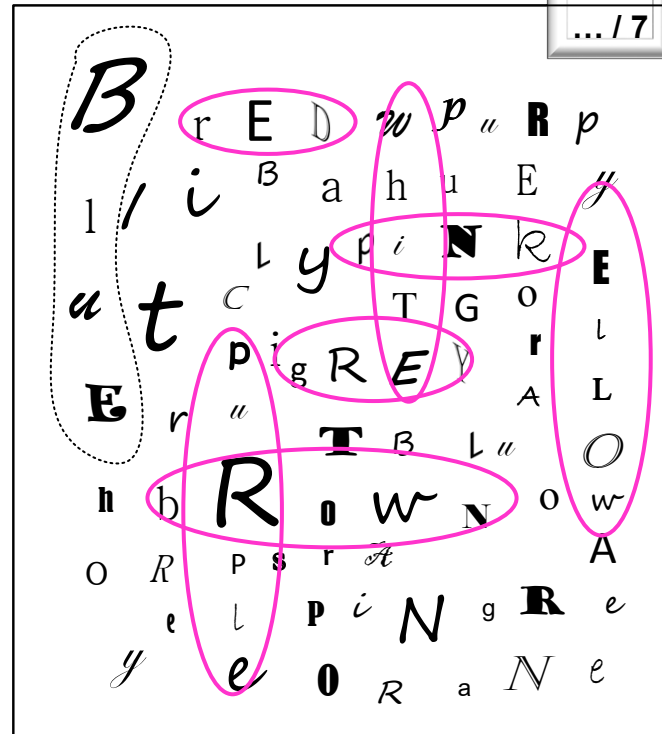 ... / 7
B r E D w p u R p
l l i B a h u E y
L y p i N R E
u t C T G o l
p i g R E Y r L
E r u T B L u A O
h b R o w N o w
O R P s r A A
e l p i N g R e
y e O R a N e e